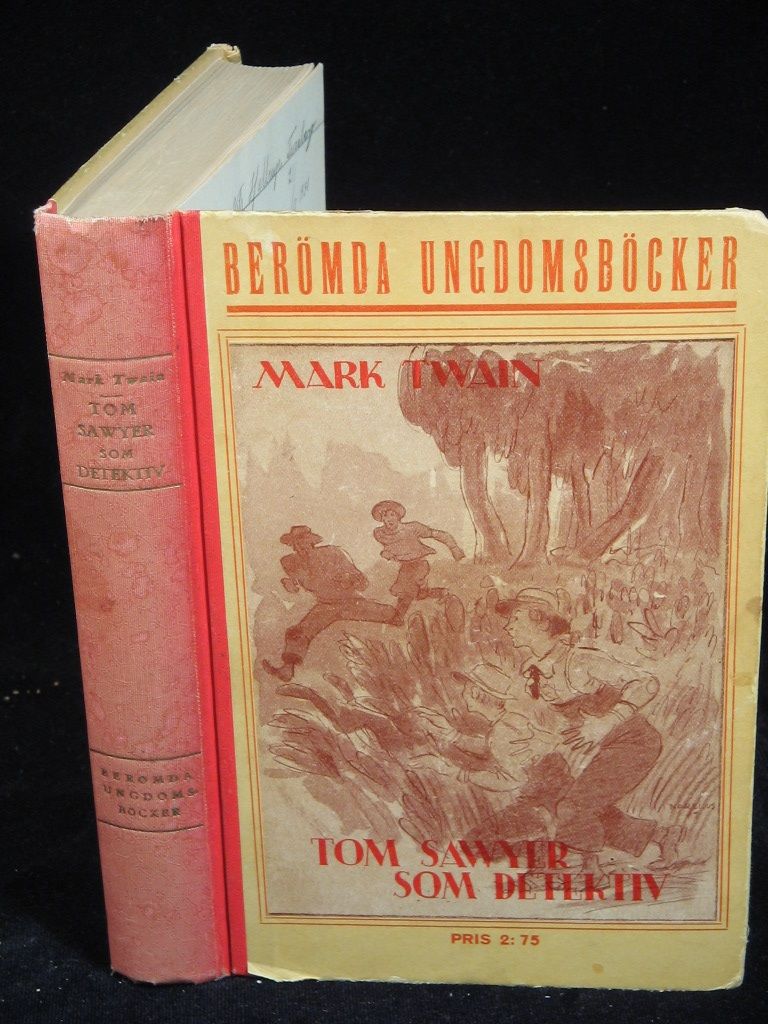 BERÖMDA UNGDOMSBÖCKER
MARK TWAIN
TOM SAWYER
SOM DETEKTIV
PRIS 2:75
Mark Twain
TOM
SAWYER
SOM
DETEKTIV
BERÖMDA
UNGDOMS-
BÖCKER